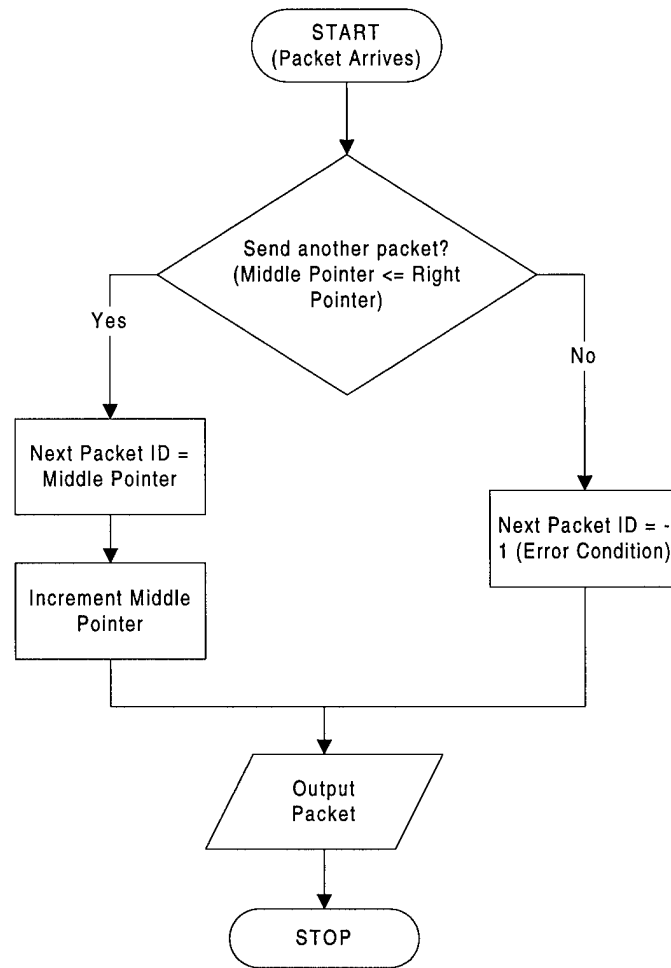 START
(Packet Arrives)
Send another packet?
(Middle Pointer <= Right
Pointer)
Yes
No
Next Packet ID =
Middle Pointer
Next Packet ID = -
1 (Error Condition)
Increment Middle
Pointer
Output
Packet
STOP